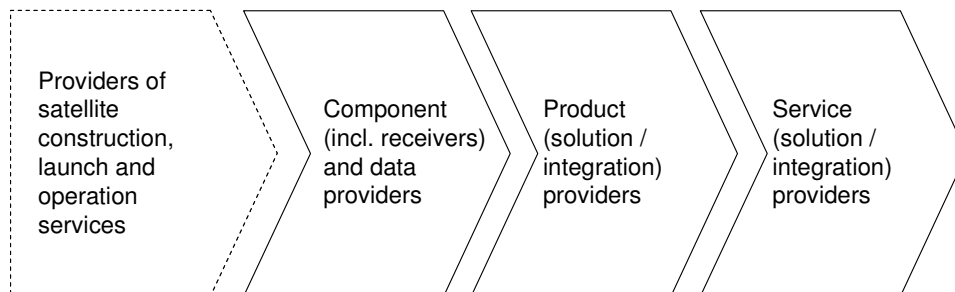 Providers of
satellite
construction,
launch and
operation
services
Component
(incl. receivers)
and data
providers
Product
(solution /
integration)
providers
Service
(solution /
integration)
providers